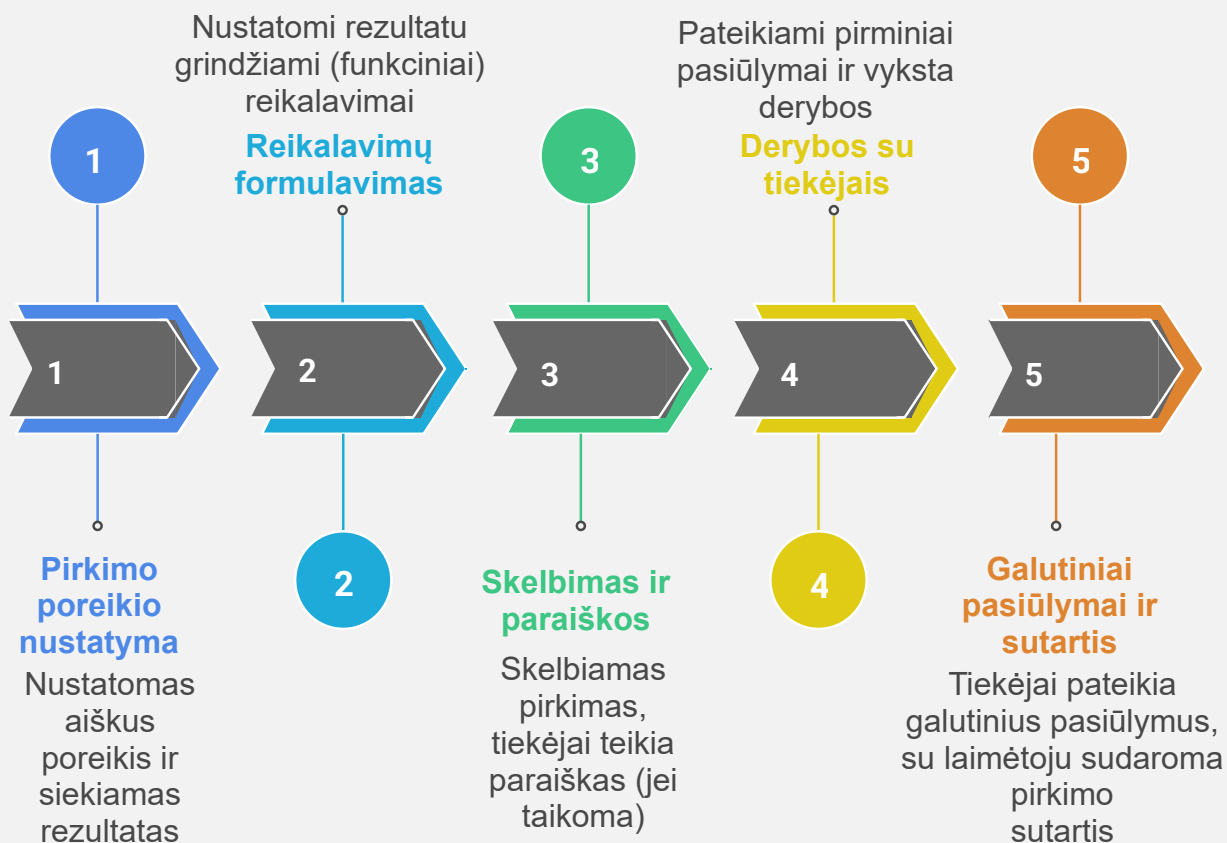 1
Pirkimo
poreikio
nustatyma
Nustatomas
aiškus
poreikis ir
siekiamas
rezultatas
1
Nustatomi rezultatu
grindžiami (funkciniai)
reikalavimai
Reikalavimų
formulavimas
2
2
3
3
Skelbimas ir
paraiškos
Skelbiamas
pirkimas,
tiekėjai teikia
paraiškas (jei
taikoma)
Pateikiami pirminiai
pasiūlymai ir vyksta
derybos
Derybos su
tiekėjais
4
4
5
5
Galutiniai
pasiūlymai ir
sutartis
Tiekėjai pateikia
galutinius pasiūlymus,
su laimėtoju sudaroma
pirkimo
sutartis